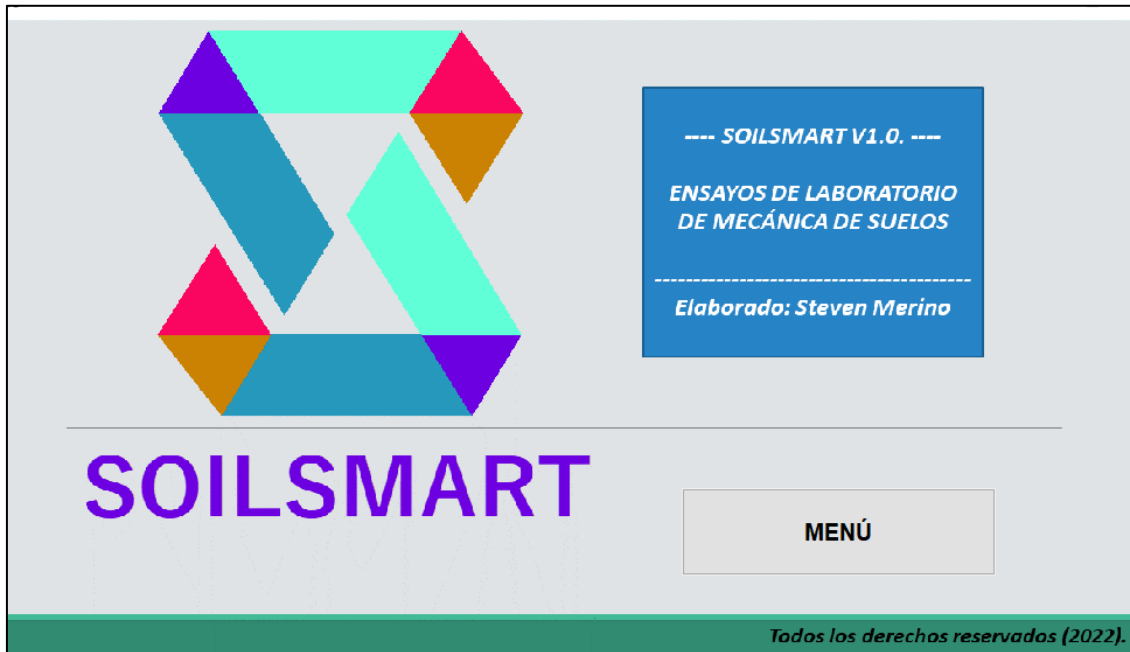 ---- SOILSMART V1.0. ----
ENSAYOS DE LABORATORIO
DE MECÁNICA DE SUELOS
-----------------------------------------
Elaborado: Steven Merino
SOILSMART
MENÚ
Todos los derechos reservados (2022).